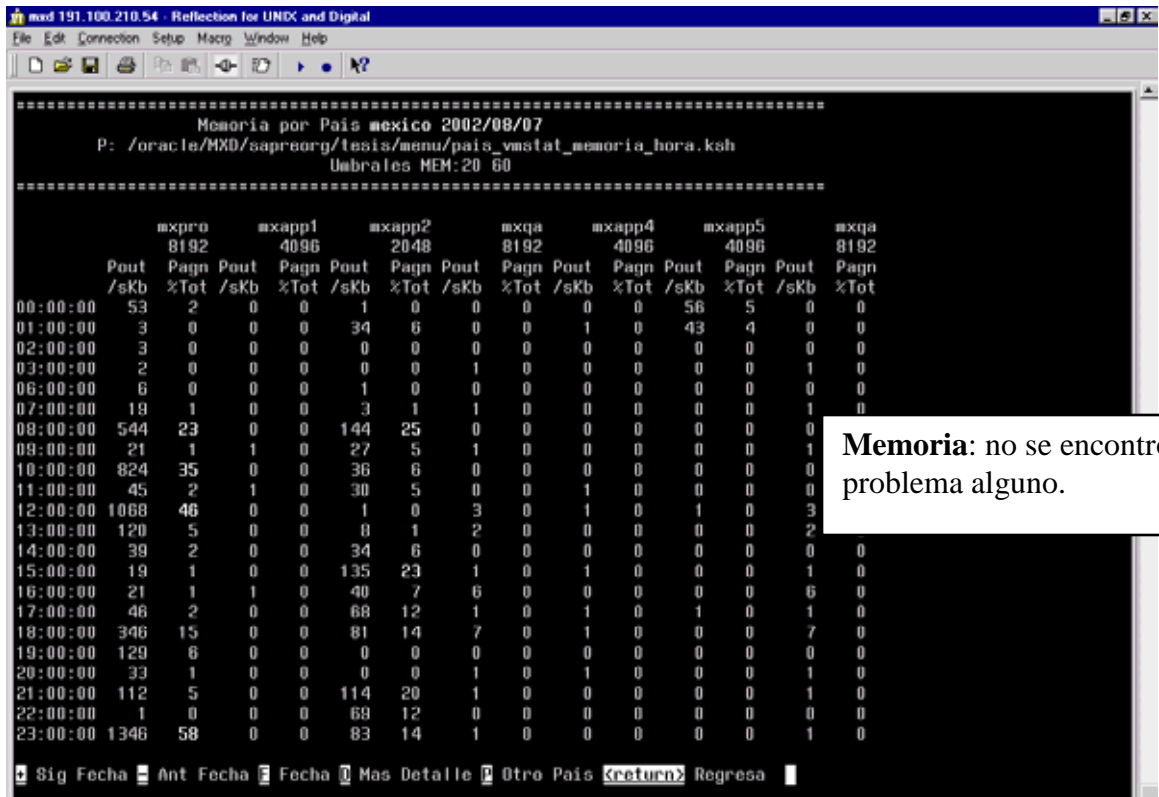 mxd 191.100.210.54 - Reflection for UNIX and Digital
File Edit Connection Setup Macro Window Help
================================================================================
Memoria por Pais mexico 2002/08/07
P: /oracle/MXD/sapreorg/tesis/menu/pais_vmstat_memoria_hora.ksh
Umbrales MEM:20 60
================================================================================
mxpro mxapp1 mxapp2 mxqa mxapp4 mxapp5 mxqa
8192 4096 2048 8192 4096 4096 8192
Pout Pagn Pout Pagn Pout Pagn Pout Pagn Pout Pagn Pout Pagn Pout Pagn
/sKb %Tot /sKb %Tot /sKb %Tot /sKb %Tot /sKb %Tot /sKb %Tot /sKb %Tot
00:00:00 53 2 0 0 1 0 0 0 0 0 56 5 0 0
01:00:00 3 0 0 0 34 6 0 0 1 0 43 4 0 0
02:00:00 3 0 0 0 0 0 0 0 0 0 0 0 0 0
03:00:00 2 0 0 0 0 0 1 0 0 0 0 0 1 0
06:00:00 6 0 0 0 1 0 0 0 0 0 0 0 0 0
07:00:00 19 1 0 0 3 1 1 0 0 0 0 0 1 0
08:00:00 544 23 0 0 144 25 0 0 0 0 0 0 0
09:00:00 21 1 1 0 27 5 1 0 0 0 0 0 1
10:00:00 824 35 0 0 36 6 0 0 0 0 0 0 0
11:00:00 45 2 1 0 30 5 0 0 1 0 0 0 0
12:00:00 1068 46 0 0 1 0 3 0 1 0 1 0 3
13:00:00 120 5 0 0 8 1 2 0 0 0 0 0 2
14:00:00 39 2 0 0 34 6 0 0 0 0 0 0 0 0
15:00:00 19 1 0 0 135 23 1 0 1 0 0 0 1 0
16:00:00 21 1 1 0 40 7 6 0 0 0 0 0 6 0
17:00:00 46 2 0 0 68 12 1 0 1 0 1 0 1 0
18:00:00 346 15 0 0 81 14 7 0 1 0 0 0 7 0
19:00:00 129 6 0 0 0 0 0 0 0 0 0 0 0 0
20:00:00 33 1 0 0 0 0 1 0 1 0 0 0 1 0
21:00:00 112 5 0 0 114 20 1 0 0 0 0 0 1 0
22:00:00 1 0 0 0 69 12 0 0 0 0 0 0 0 0
23:00:00 1346 58 0 0 83 14 1 0 0 0 0 0 1 0
Memoria: no se encontro
problema alguno.
+ Sig Fecha - Ant Fecha F Fecha D Mas Detalle P Otro Pais <return> Regresa